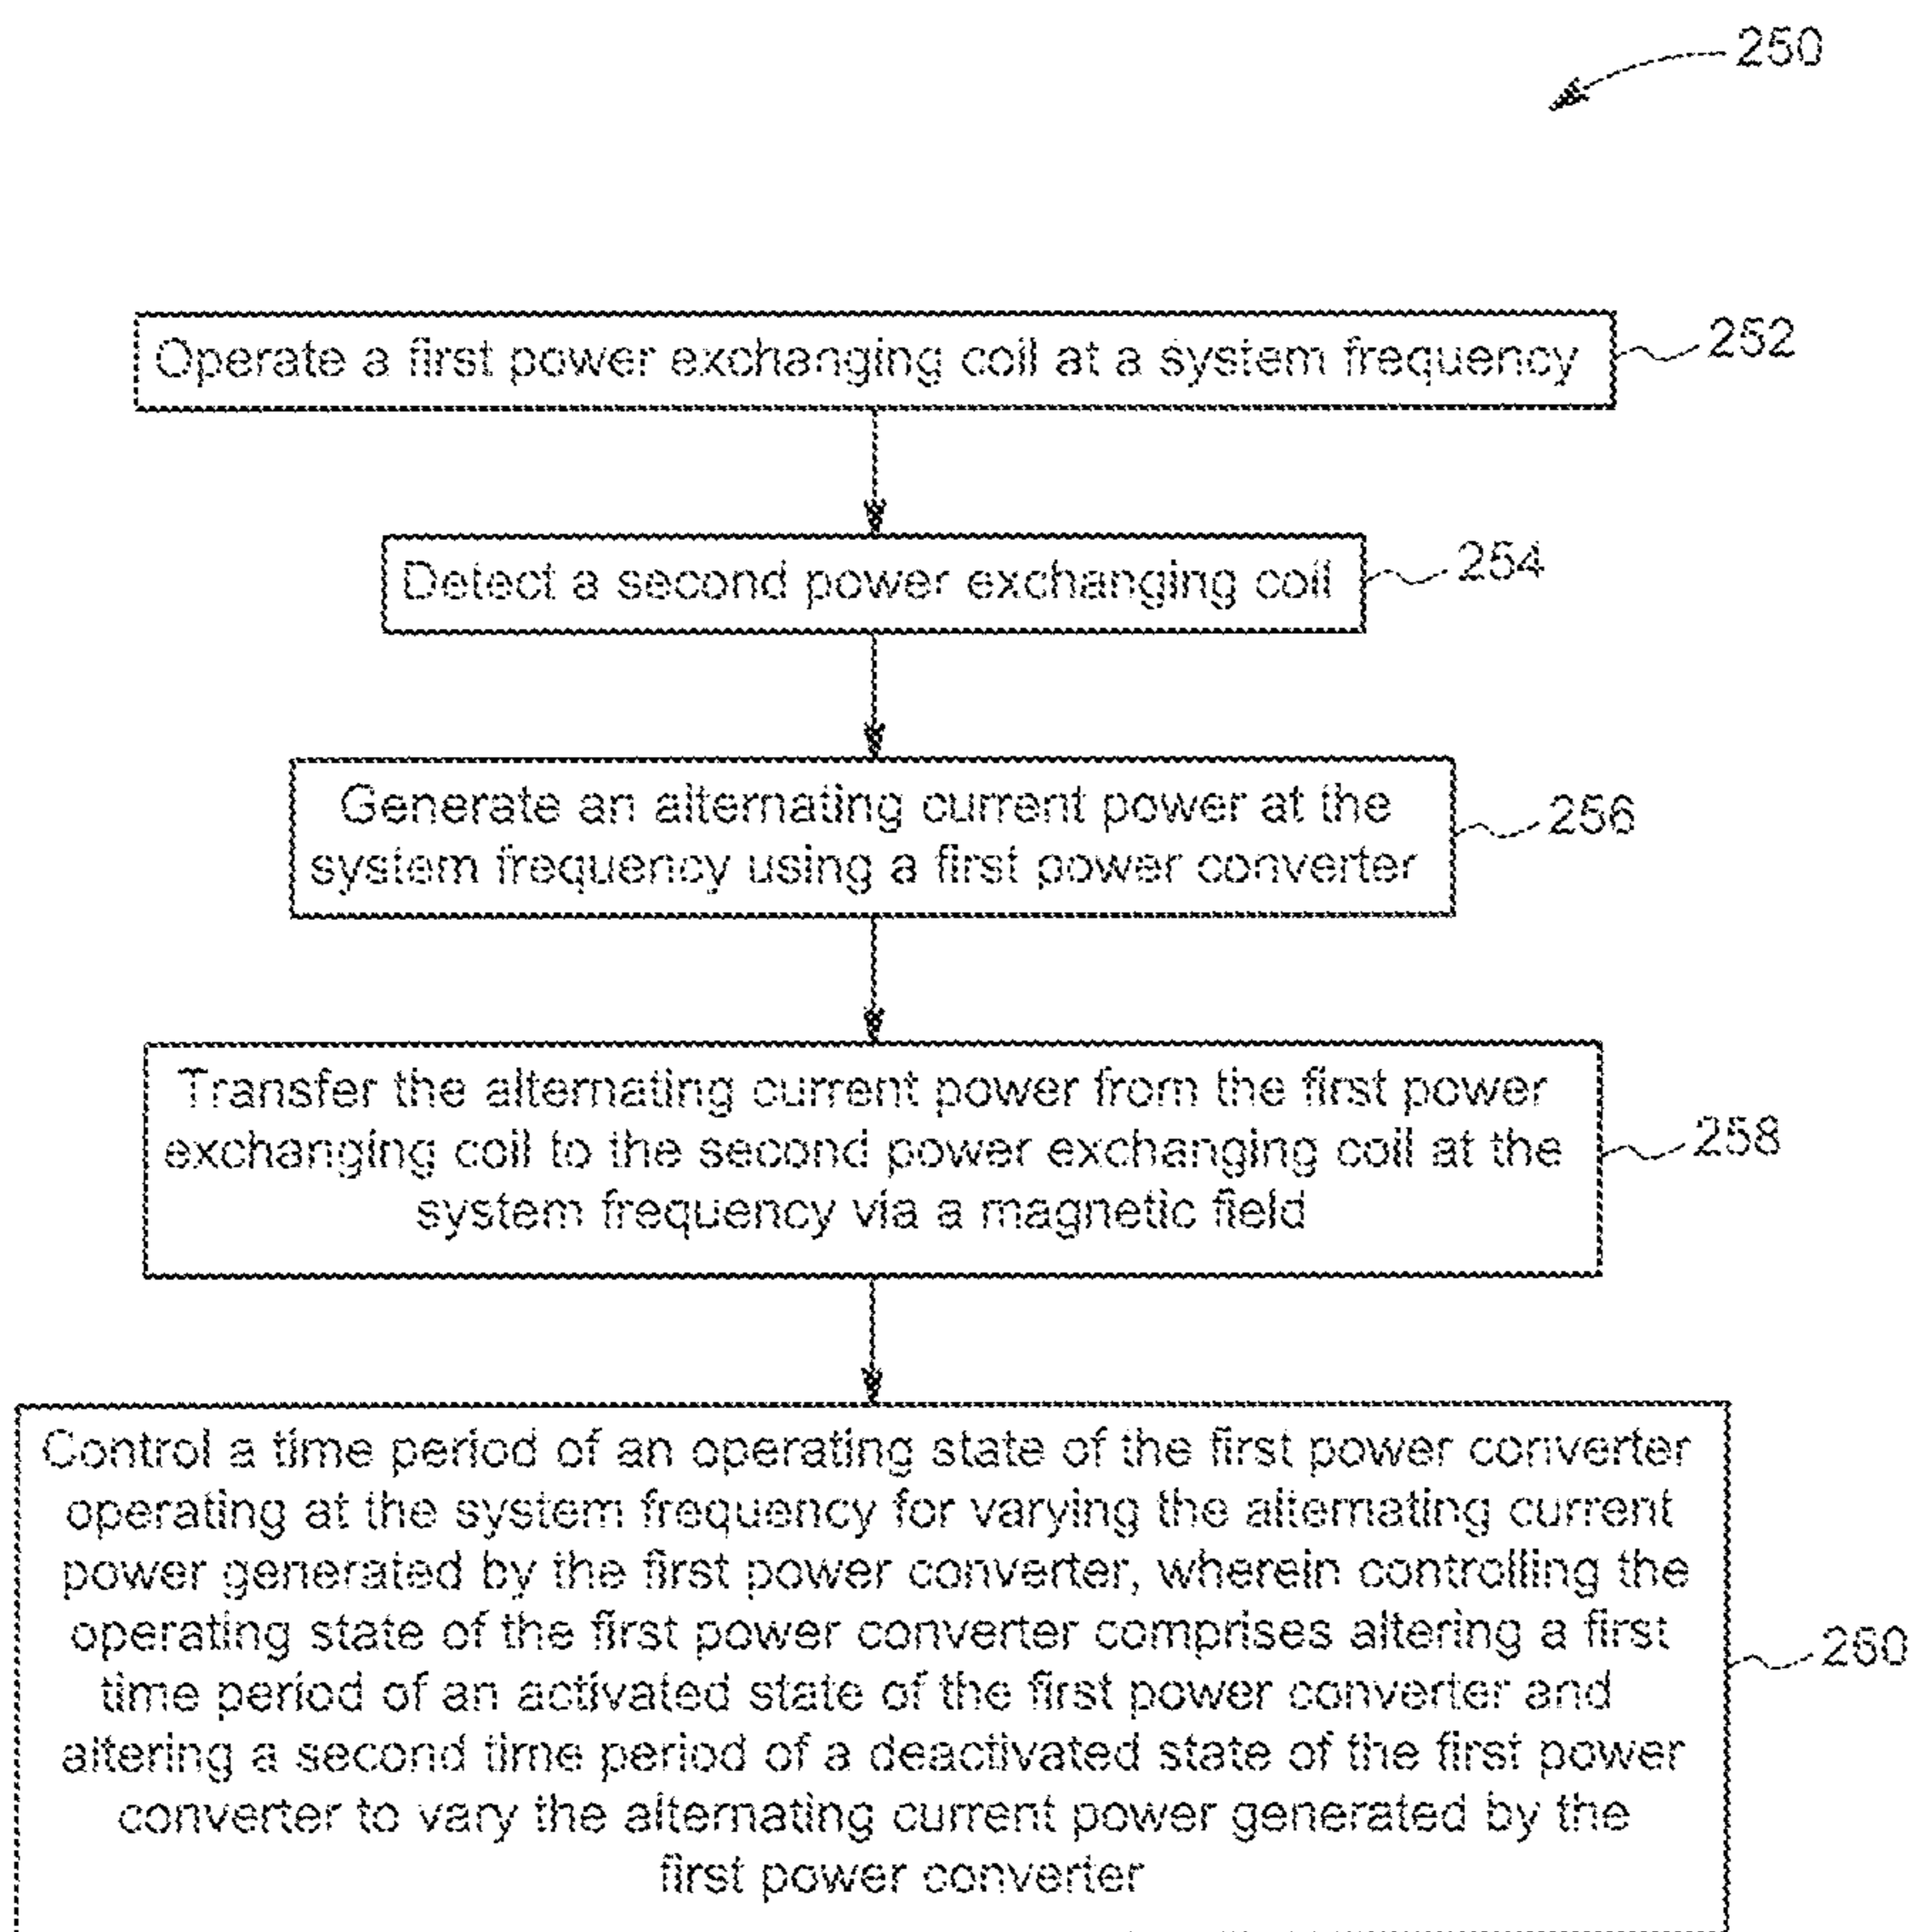 250
Operate a first power exchanging coil at a system frequency
252
Detect a second power exchanging coil
254
Generate an alternating current power at the
system frequency using a first power converter
256
Transfer the alternating current power from the first power
exchanging coil to the second power exchanging coil at the
system frequency via a magnetic field
258
Control a time period of an operating state of the first power converter
operating at the system frequency for varying the alternating current
power generated by the first power converter, wherein controlling the
operating state of the first power converter comprises altering a first
time period of an activated state of the first power converter and
altering a second time period of a deactivated state of the first power
converter to vary the alternating current power generated by the
first power converter
260